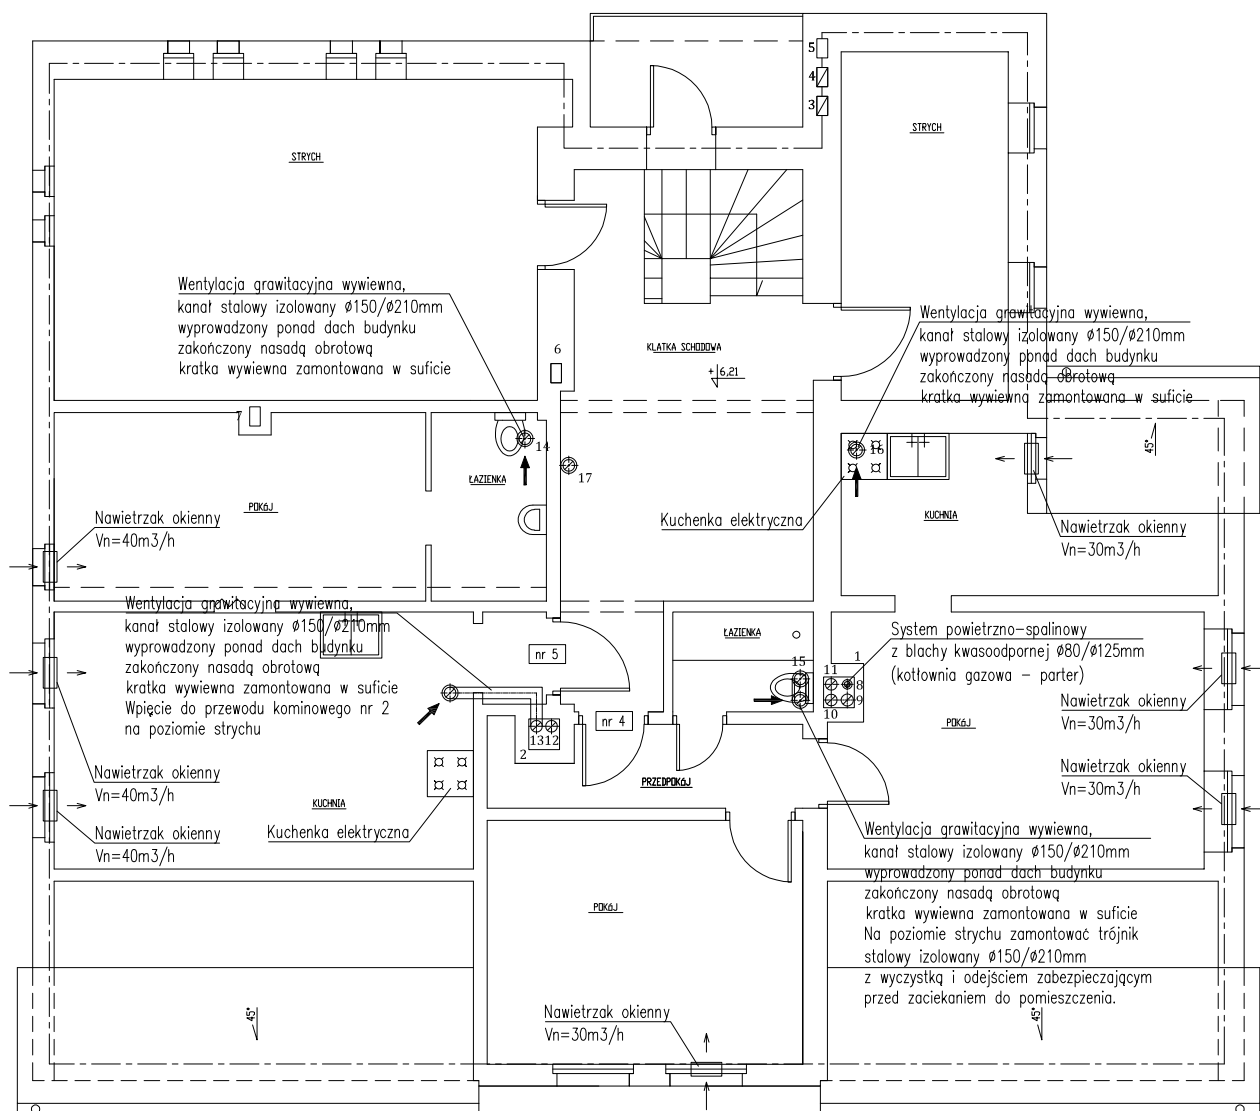 5
4
3
STRYCH
STRYCH
Wentylacja grawitacyjna wywiewna,
kanał stalowy izolowany ø150/ø210mm
wyprowadzony ponad dach budynku
zakończony nasadą obrotową
kratka wywiewna zamontowana w suficie
6
KLATKA SCHODOWA
+6,21
Wentylacja grawitacyjna wywiewna,
kanał stalowy izolowany ø150/ø210mm
wyprowadzony ponad dach budynku
zakończony nasadą obrotową
kratka wywiewna zamontowana w suficie
7
14
17
16
45°
ŁAZIENKA
POKÓJ
Nawietrzak okienny
Vn=40m3/h
Kuchenka elektryczna
KUCHNIA
Nawietrzak okienny
Vn=30m3/h
Wentylacja grawitacyjna wywiewna,
kanał stalowy izolowany ø150/ø210mm
wyprowadzony ponad dach budynku
zakończony nasadą obrotową
kratka wywiewna zamontowana w suficie
Wpięcie do przewodu kominowego nr 2
na poziomie strychu
nr 5
ŁAZIENKA
System powietrzno-spalinowy
z blachy kwasoodpornej ø80/ø125mm
(kotłownia gazowa - parter)
1
15
11
8
10
9
nr 4
13
12
2
POKÓJ
Nawietrzak okienny
Vn=30m3/h
Nawietrzak okienny
Vn=40m3/h
PRZEDPOKÓJ
Nawietrzak okienny
Vn=30m3/h
KUCHNIA
Kuchenka elektryczna
Nawietrzak okienny
Vn=40m3/h
Wentylacja grawitacyjna wywiewna,
kanał stalowy izolowany ø150/ø210mm
wyprowadzony ponad dach budynku
zakończony nasadą obrotową
kratka wywiewna zamontowana w suficie
Na poziomie strychu zamontować trójnik
stalowy izolowany ø150/ø210mm
z wyczystką i odejściem zabezpieczającym
przed zaciekaniem do pomieszczenia.
POKÓJ
45°
Nawietrzak okienny
Vn=30m3/h
45°